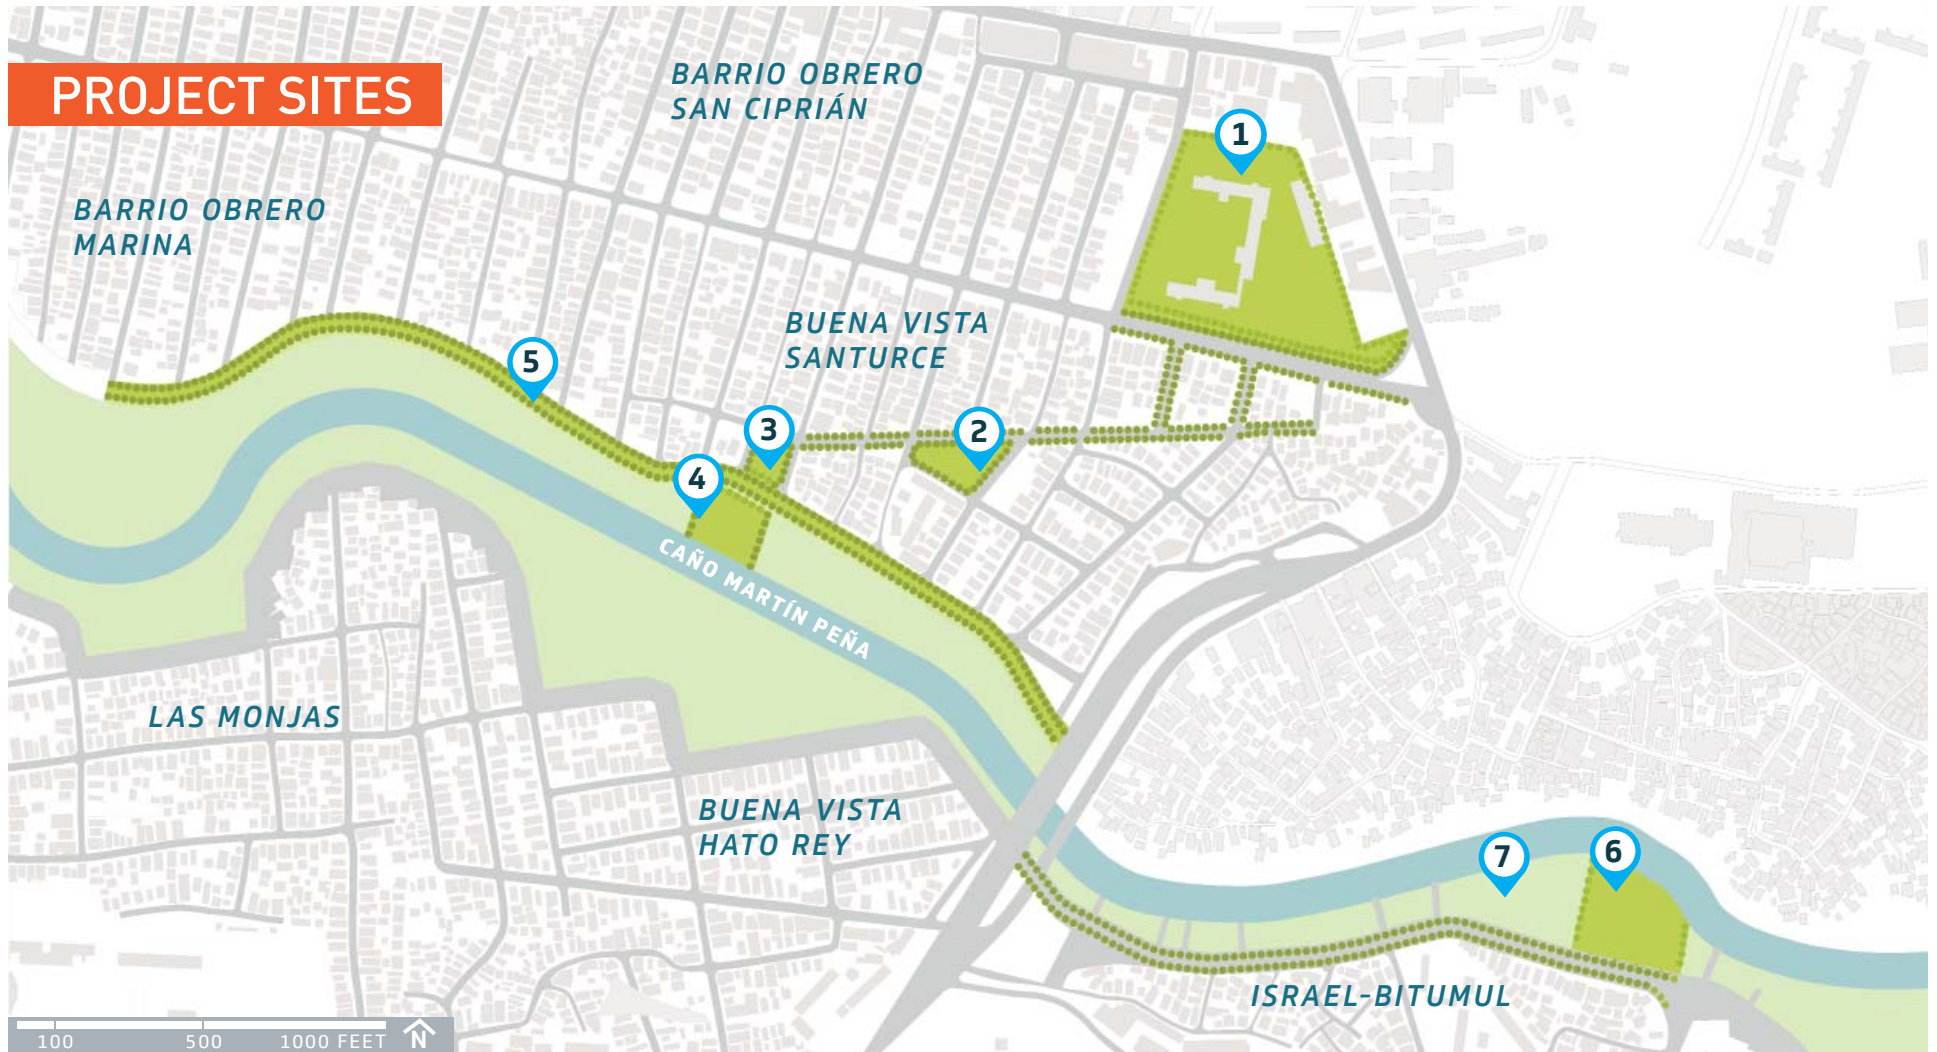 PROJECT SITES
BARRIO OBRERO
SAN CIPRIÁN
1
BARRIO OBRERO
MARINA
BUENA VISTA
SANTURCE
5
3
2
4
CAÑO MARTÍN PEÑA
LAS MONJAS
BUENA VISTA
HATO REY
7
6
ISRAEL-BITUMUL
100 500 1000 FEET N